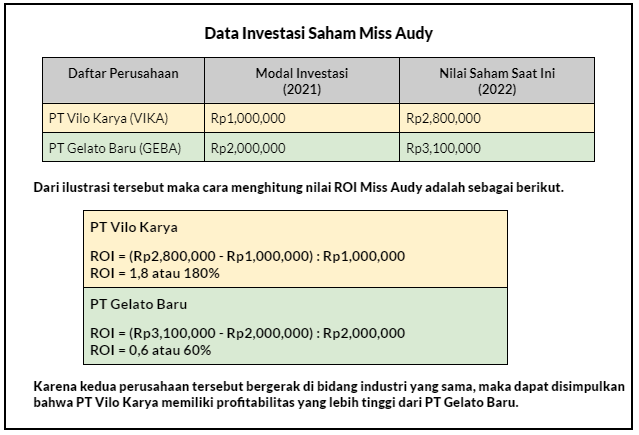 Data Investasi Saham Miss Audy
Daftar Perusahaan Modal Investasi Nilai Saham Saat Ini
(2021) (2022)
PT Vilo Karya (VIKA) Rp1,000,000 Rp2,800,000
PT Gelato Baru (GEBA) Rp2,000,000 Rp3,100,000
Dari ilustrasi tersebut maka cara menghitung nilai ROI Miss Audy adalah sebagai berikut.
PT Vilo Karya
ROI = (Rp2,800,000 - Rp1,000,000) : Rp1,000,000
ROI = 1,8 atau 180%
PT Gelato Baru
ROI = (Rp3,100,000 - Rp2,000,000) : Rp2,000,000
ROI = 0,6 atau 60%
Karena kedua perusahaan tersebut bergerak di bidang industri yang sama, maka dapat disimpulkan
bahwa PT Vilo Karya memiliki profitabilitas yang lebih tinggi dari PT Gelato Baru.